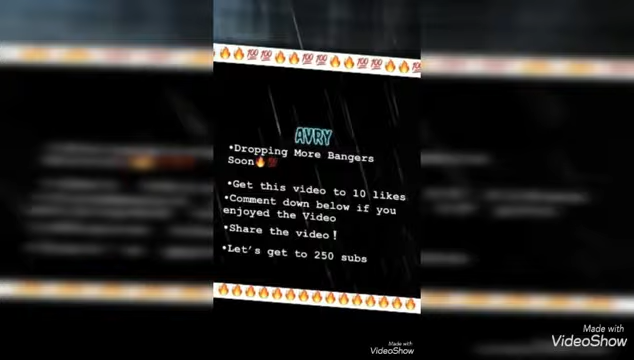 🔥🔥💯💯🔥🔥💯💯🔥🔥💯💯🔥🔥💯
AVRY
•Dropping More Bangers
Soon🔥💯
•Get this video to 10 likes
•Comment down below if you
enjoyed the Video
•Share the video!
•Let's get to 250 subs
🔥🔥🔥🔥🔥🔥🔥🔥🔥🔥🔥🔥🔥🔥🔥
Made with
VideoShow
Made with
VideoShow